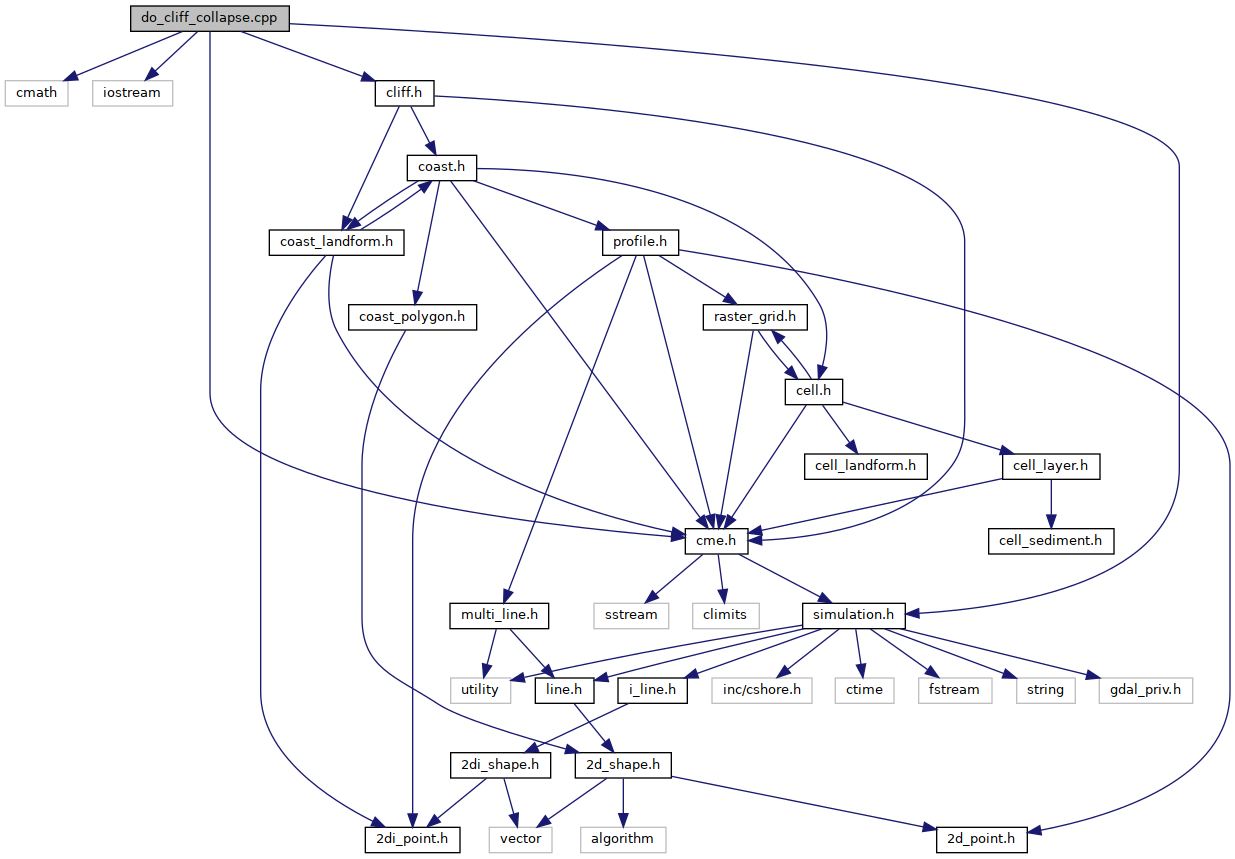 do_cliff_collapse.cpp
cmath
iostream
cliff.h
coast.h
coast_landform.h
profile.h
coast_polygon.h
raster_grid.h
cell.h
cell_landform.h
cell_layer.h
cme.h
cell_sediment.h
multi_line.h
sstream
climits
simulation.h
utility
line.h
i_line.h
inc/cshore.h
ctime
fstream
string
gdal_priv.h
2di_shape.h
2d_shape.h
2di_point.h
vector
algorithm
2d_point.h